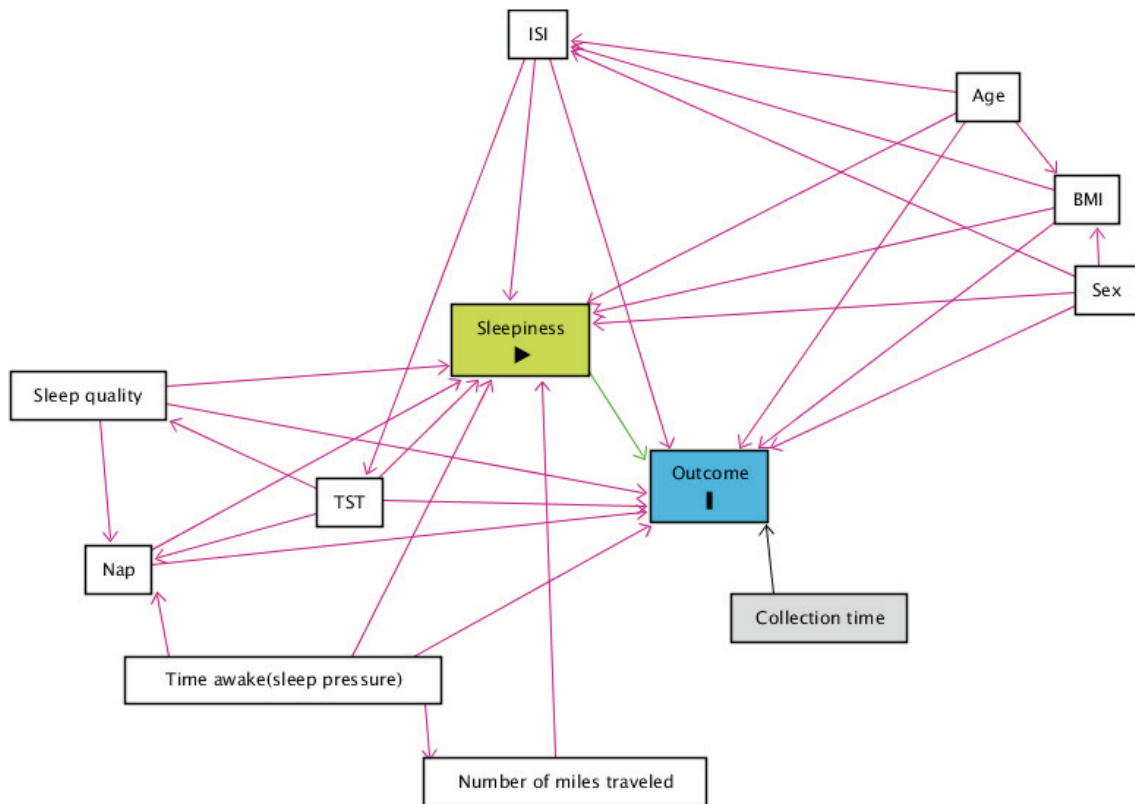 ISI
Age
BMI
Sex
Sleepiness
Sleep quality
Outcome
TST
Nap
Collection time
Time awake(sleep pressure)
Number of miles traveled